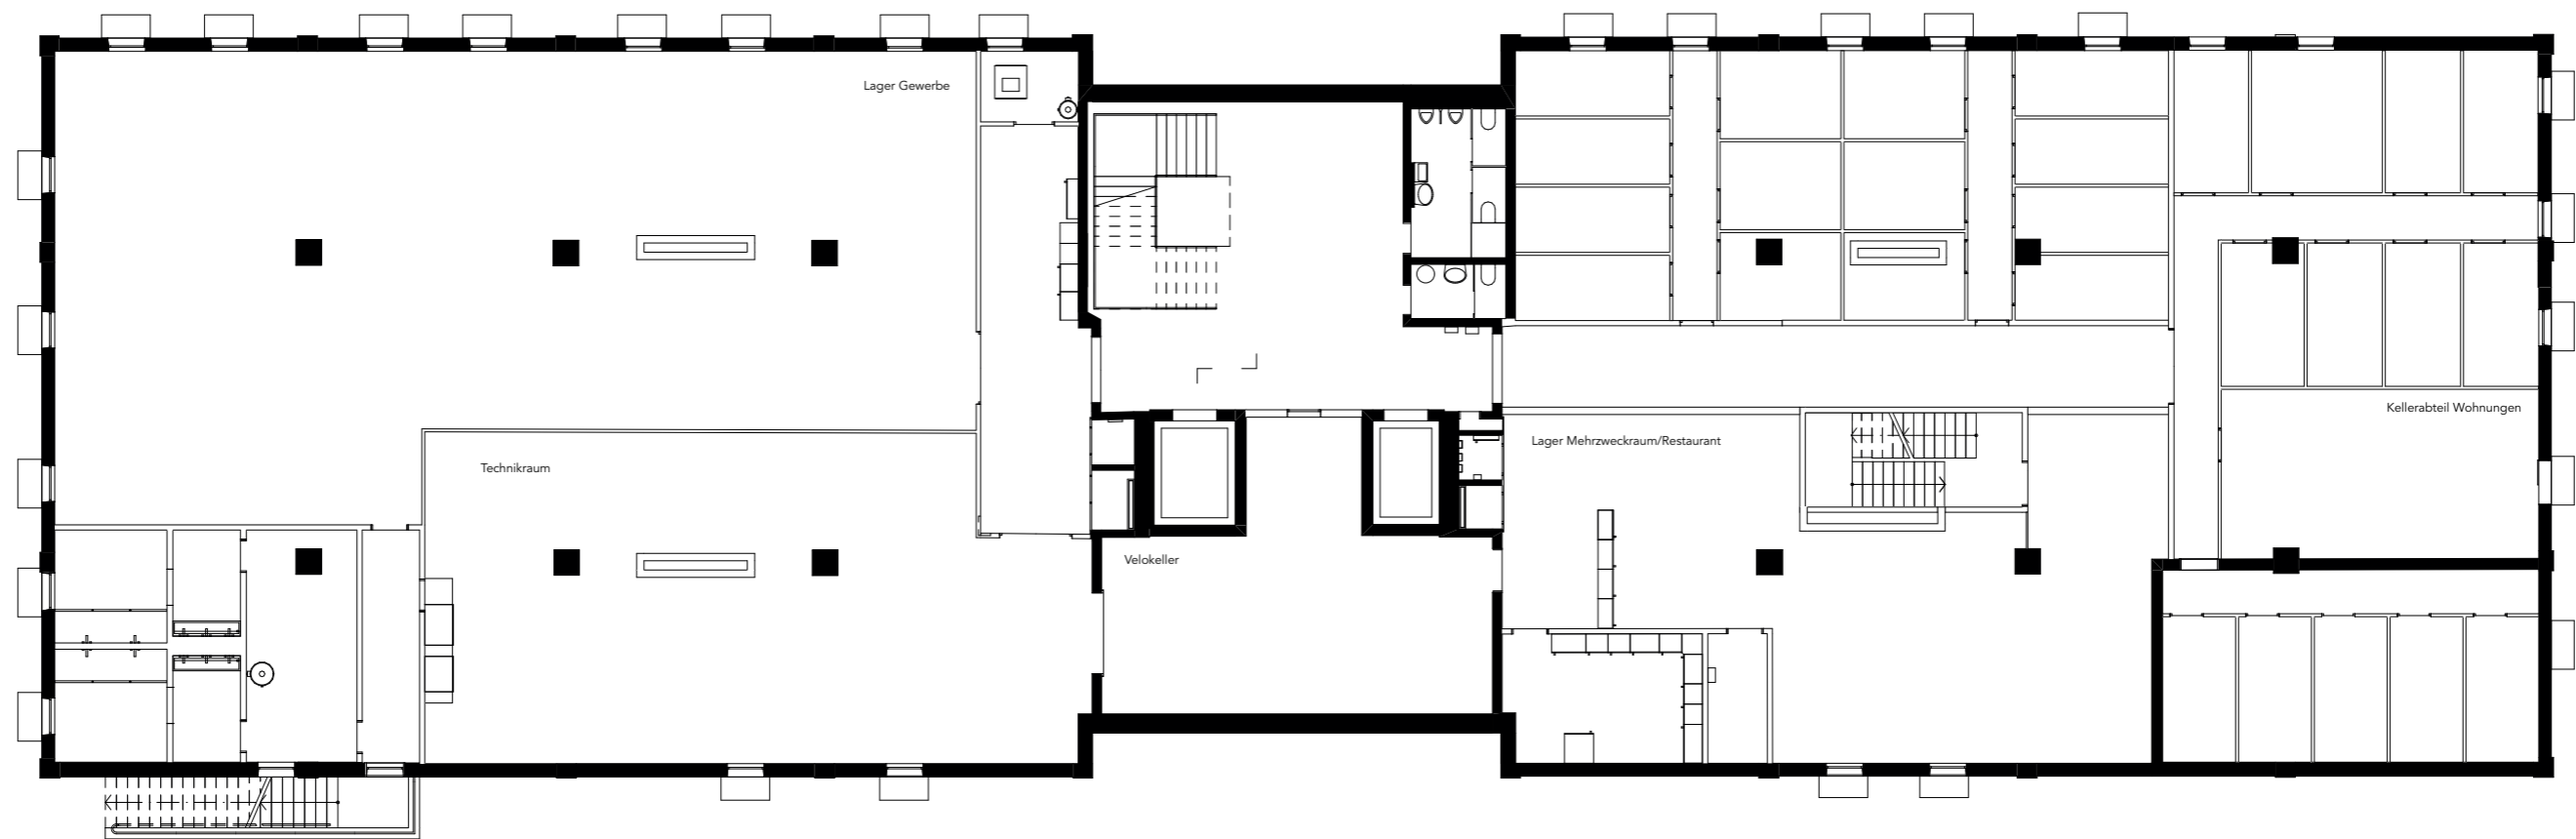 Lager Gewerbe
Kellerabteil Wohnungen
Lager Mehrzweckraum/Restaurant
Technikraum
Velokeller